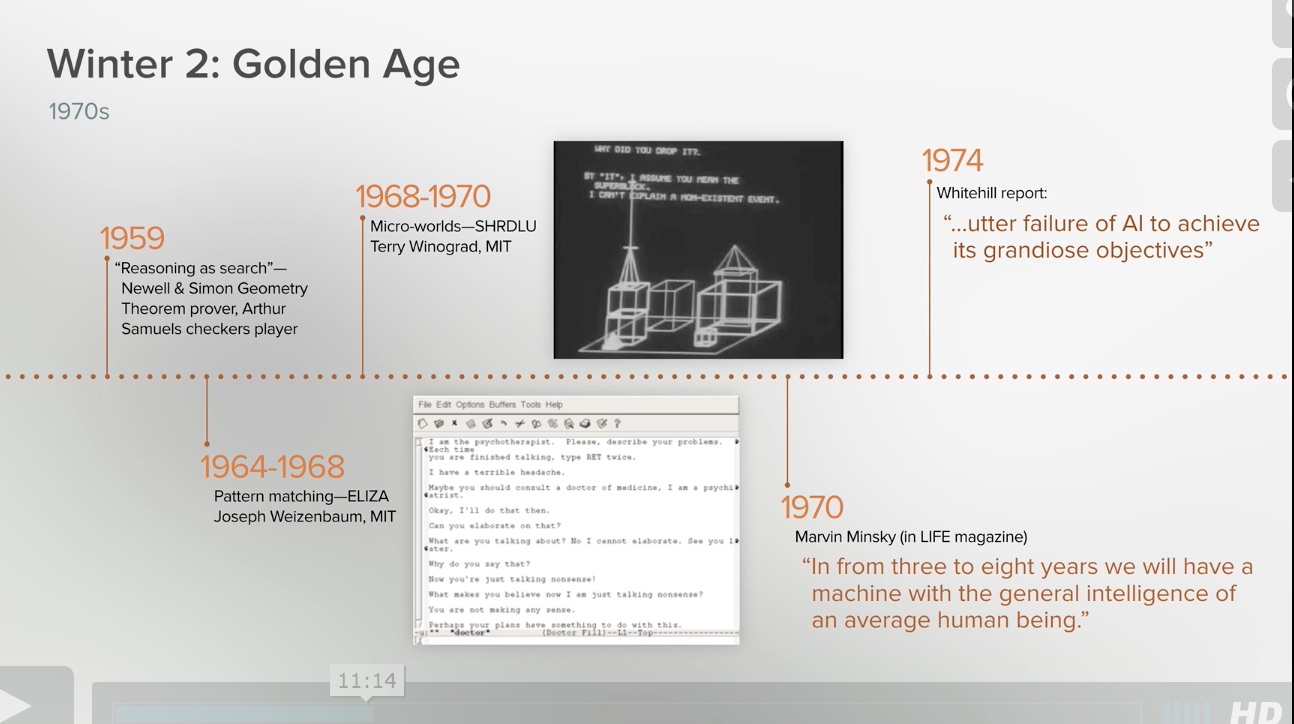 Winter 2: Golden Age
1970s
1959
“Reasoning as search”—
Newell & Simon Geometry
Theorem prover, Arthur
Samuels checkers player
1964-1968
Pattern matching—ELIZA
Joseph Weizenbaum, MIT
1968-1970
Micro-worlds—SHRDLU
Terry Winograd, MIT
WHY DID YOU DROP IT?
BY "IT", I ASSUME YOU MEAN THE
SUPERBLOCK.
I CAN'T EXPLAIN A NON-EXISTENT EVENT.
File Edit Options Buffers Tools Help
I am the psychotherapist. Please, describe your problems.
Each time
you are finished talking, type RET twice.
I have a terrible headache.
Maybe you should consult a doctor of medicine, I am a psychi
atrist.
Okay, I'll do that then.
Can you elaborate on that?
What are you talking about? No I cannot elaborate. See you l
ater.
Why do you say that?
Now you're just talking nonsense!
What makes you believe now I am just talking nonsense?
You are not making any sense.
Perhaps your plans have something to do with this.
-u:** *doctor* (Doctor Fill)--L1--Top
1970
Marvin Minsky (in LIFE magazine)
“In from three to eight years we will have a
machine with the general intelligence of
an average human being.”
1974
Whitehill report:
“...utter failure of AI to achieve
its grandiose objectives”
11:14
HD